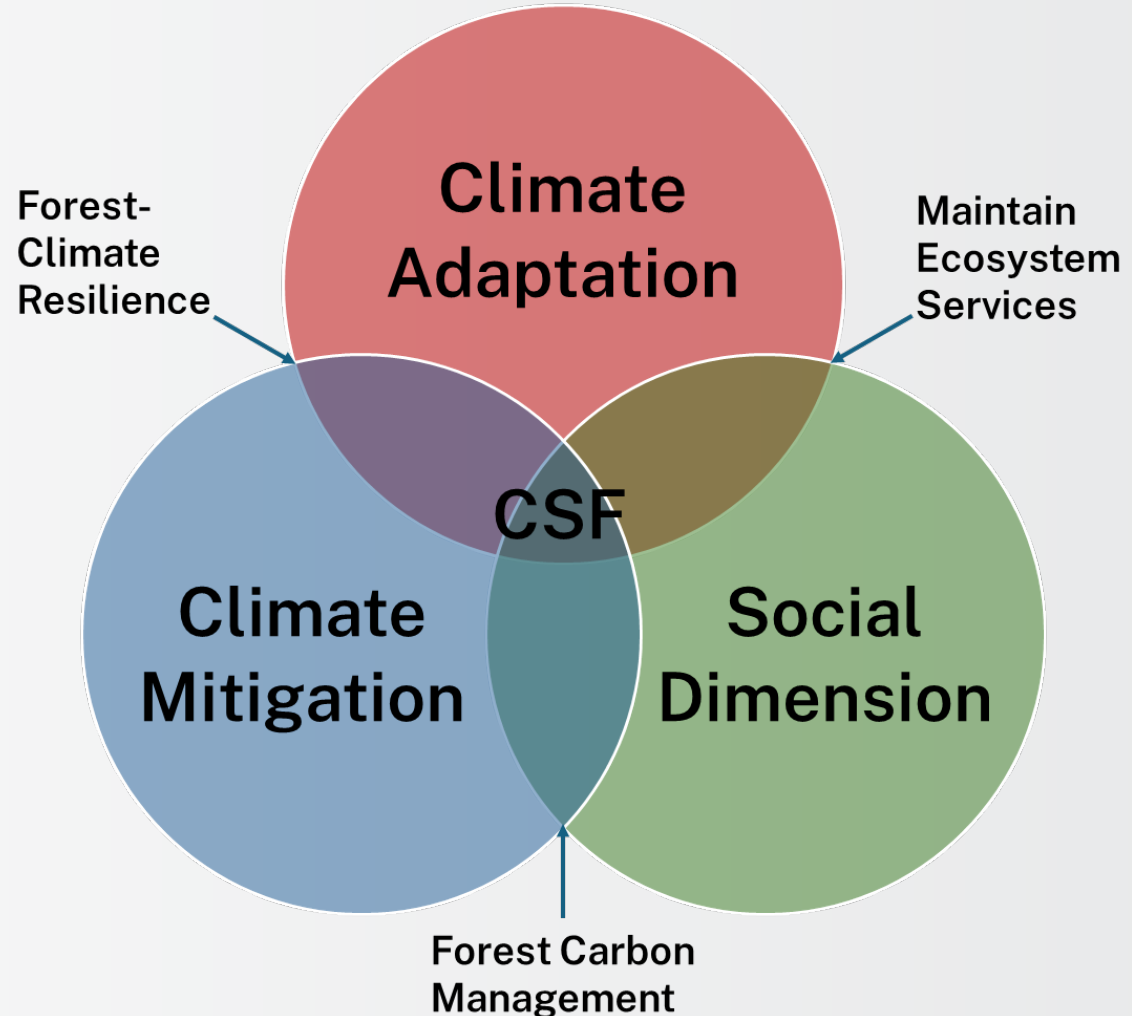 Climate
Adaptation
Forest-
Climate
Resilience
Maintain
Ecosystem
Services
CSF
Climate
Mitigation
Social
Dimension
Forest Carbon
Management